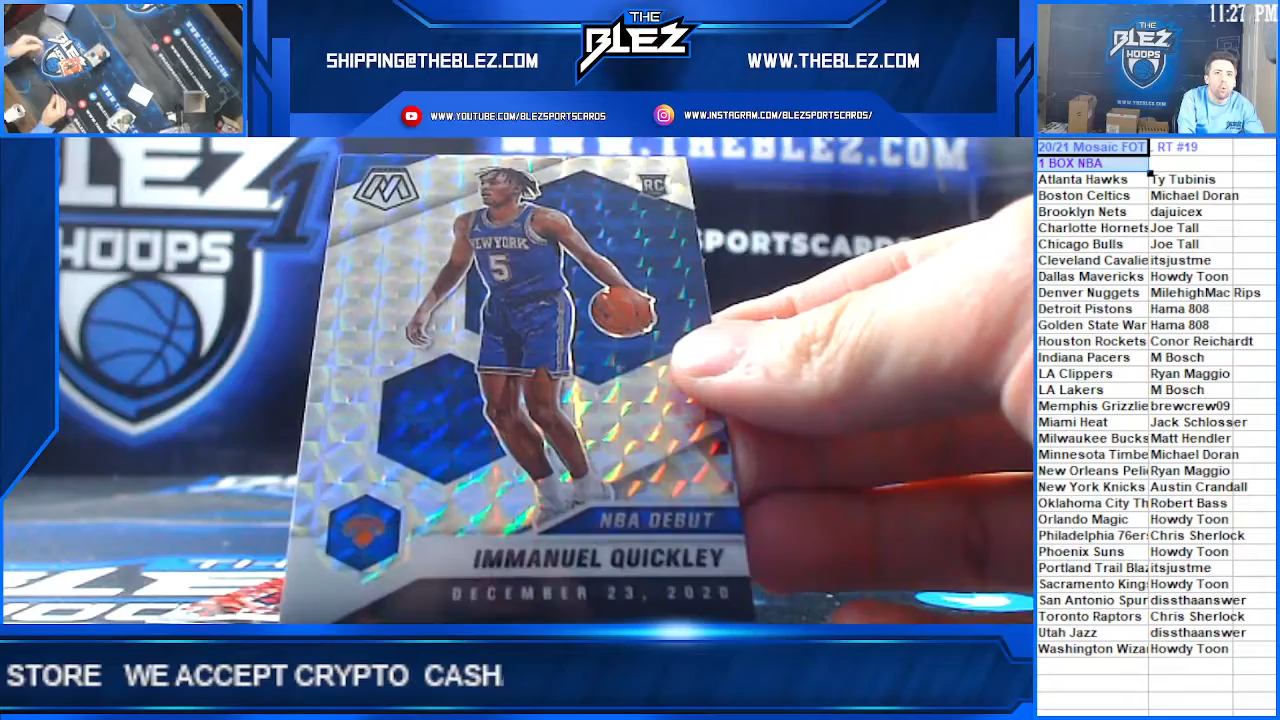 11:27 PM
THE
BLEZ
SHIPPING@THEBLEZ.COM
WWW.THEBLEZ.COM
WWW.YOUTUBE.COM/BLEZSPORTSCARDS
WWW.INSTAGRAM.COM/BLEZSPORTSCARDS/
THE
BLEZ
HOOPS
WWW.THEBLEZ.COM
WWW.THEBLEZ.COM
HOOPS
SPORTSCARDS
RC
NEW YORK
5
NBA DEBUT
IMMANUEL QUICKLEY
DECEMBER 23, 2020
STORE WE ACCEPT CRYPTO CASH
20/21 Mosaic FOT RT #19
1 BOX NBA
Atlanta Hawks Ty Tubinis
Boston Celtics Michael Doran
Brooklyn Nets dajuicex
Charlotte Hornets Joe Tall
Chicago Bulls Joe Tall
Cleveland Cavalie itsjustme
Dallas Mavericks Howdy Toon
Denver Nuggets MilehighMac Rips
Detroit Pistons Hama 808
Golden State War Hama 808
Houston Rockets Conor Reichardt
Indiana Pacers M Bosch
LA Clippers Ryan Maggio
LA Lakers M Bosch
Memphis Grizzlie brewcrew09
Miami Heat Jack Schlosser
Milwaukee Bucks Matt Hendler
Minnesota Timbe Michael Doran
New Orleans Peli Ryan Maggio
New York Knicks Austin Crandall
Oklahoma City Th Robert Bass
Orlando Magic Howdy Toon
Philadelphia 76er Chris Sherlock
Phoenix Suns Howdy Toon
Portland Trail Blaz itsjustme
Sacramento King Howdy Toon
San Antonio Spur dissthaanswer
Toronto Raptors Chris Sherlock
Utah Jazz dissthaanswer
Washington Wiza Howdy Toon